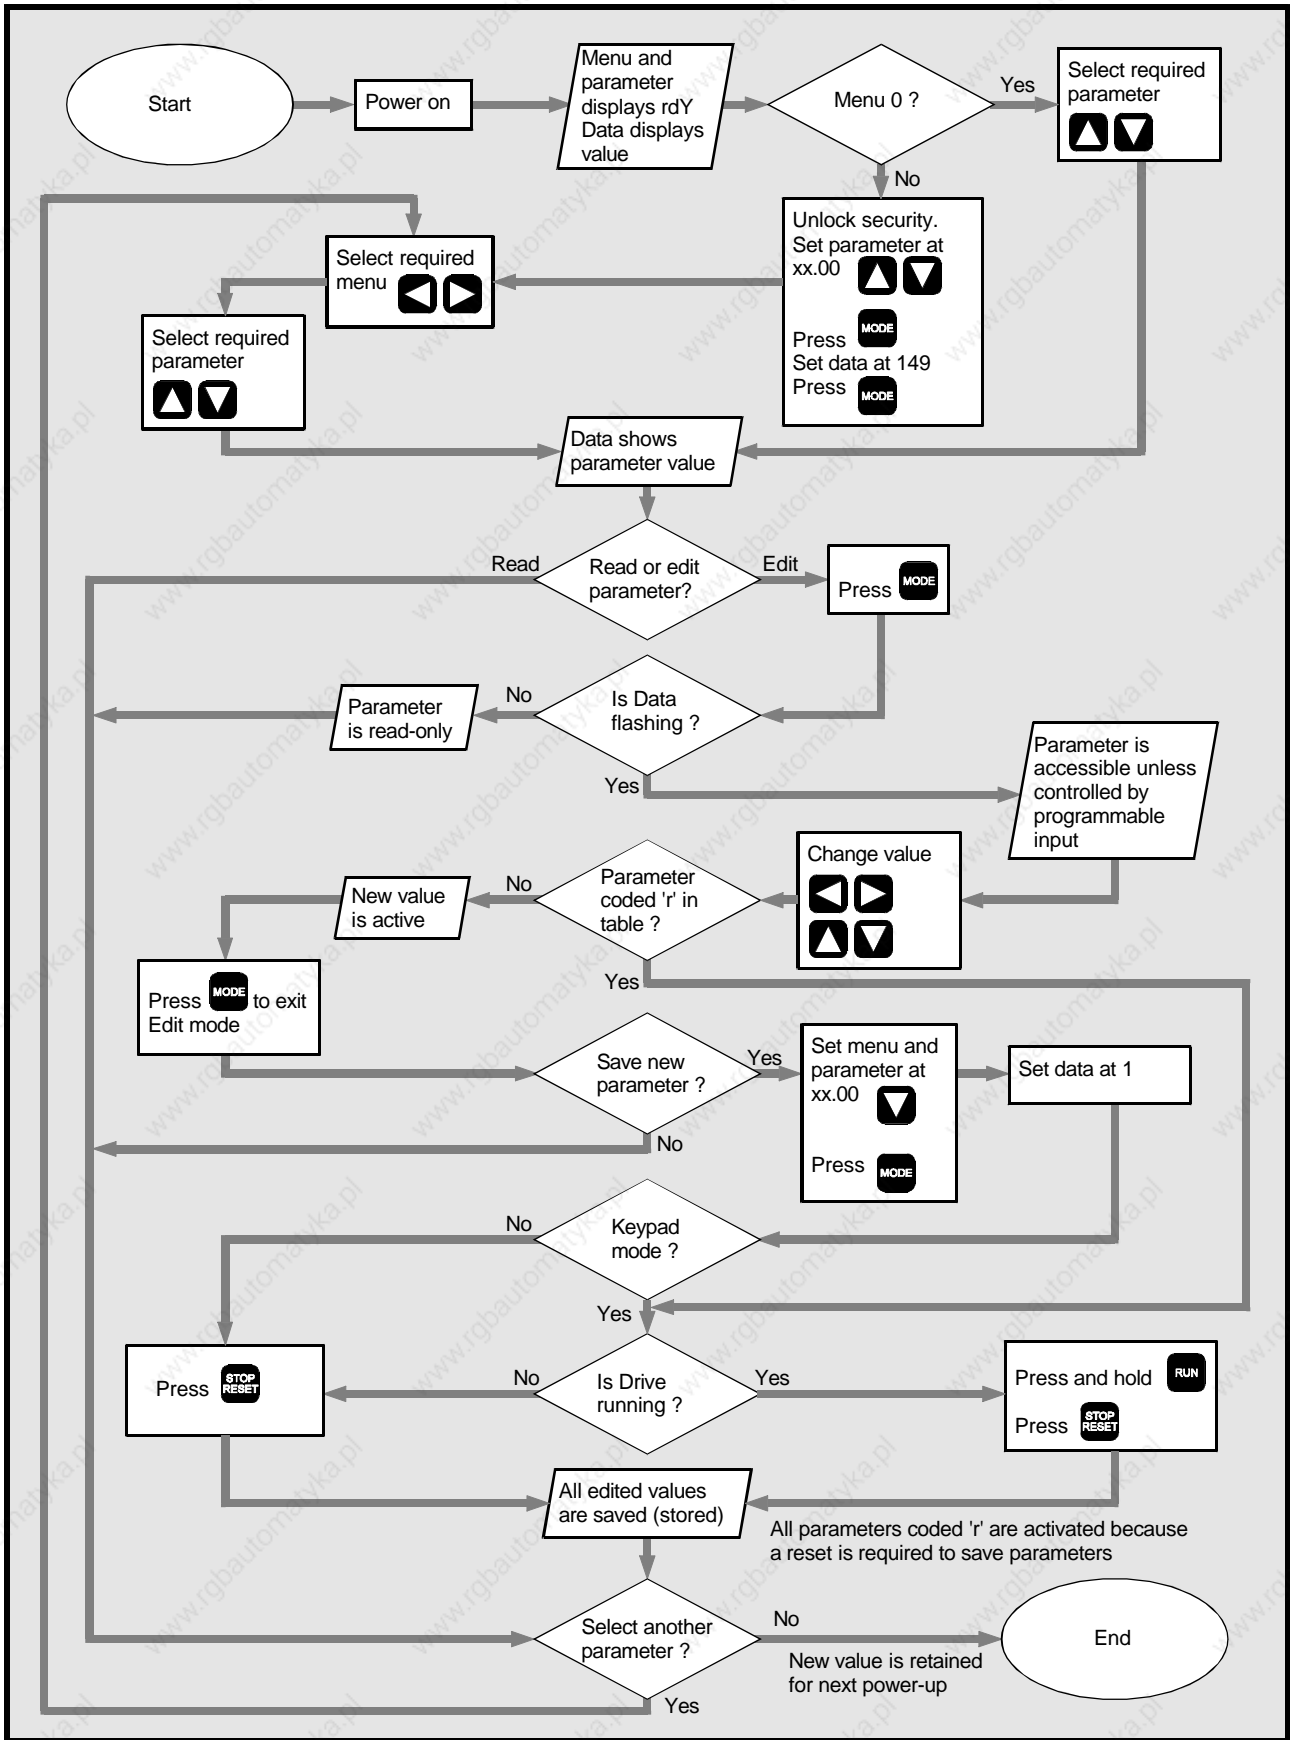 Start
Power on
Menu and
parameter
displays rdY
Data displays
value
Menu 0 ?
Yes
Select required
parameter
No
Unlock security.
Set parameter at
xx.00
Press MODE
Set data at 149
Press MODE
Select required
menu
Select required
parameter
Data shows
parameter value
Read
Read or edit
parameter?
Edit
Press MODE
Is Data
flashing ?
No
Parameter
is read-only
Yes
Parameter is
accessible unless
controlled by
programmable
input
Change value
Parameter
coded 'r' in
table ?
No
New value
is active
Yes
Press MODE to exit
Edit mode
Save new
parameter ?
Yes
Set menu and
parameter at
xx.00
Press MODE
Set data at 1
No
Keypad
mode ?
No
Yes
Press STOP
RESET
Is Drive
running ?
No
Yes
Press and hold RUN
Press STOP
RESET
All edited values
are saved (stored)
All parameters coded 'r' are activated because
a reset is required to save parameters
Select another
parameter ?
No
New value is retained
for next power-up
End
Yes
www.rgbautomatyka.pl